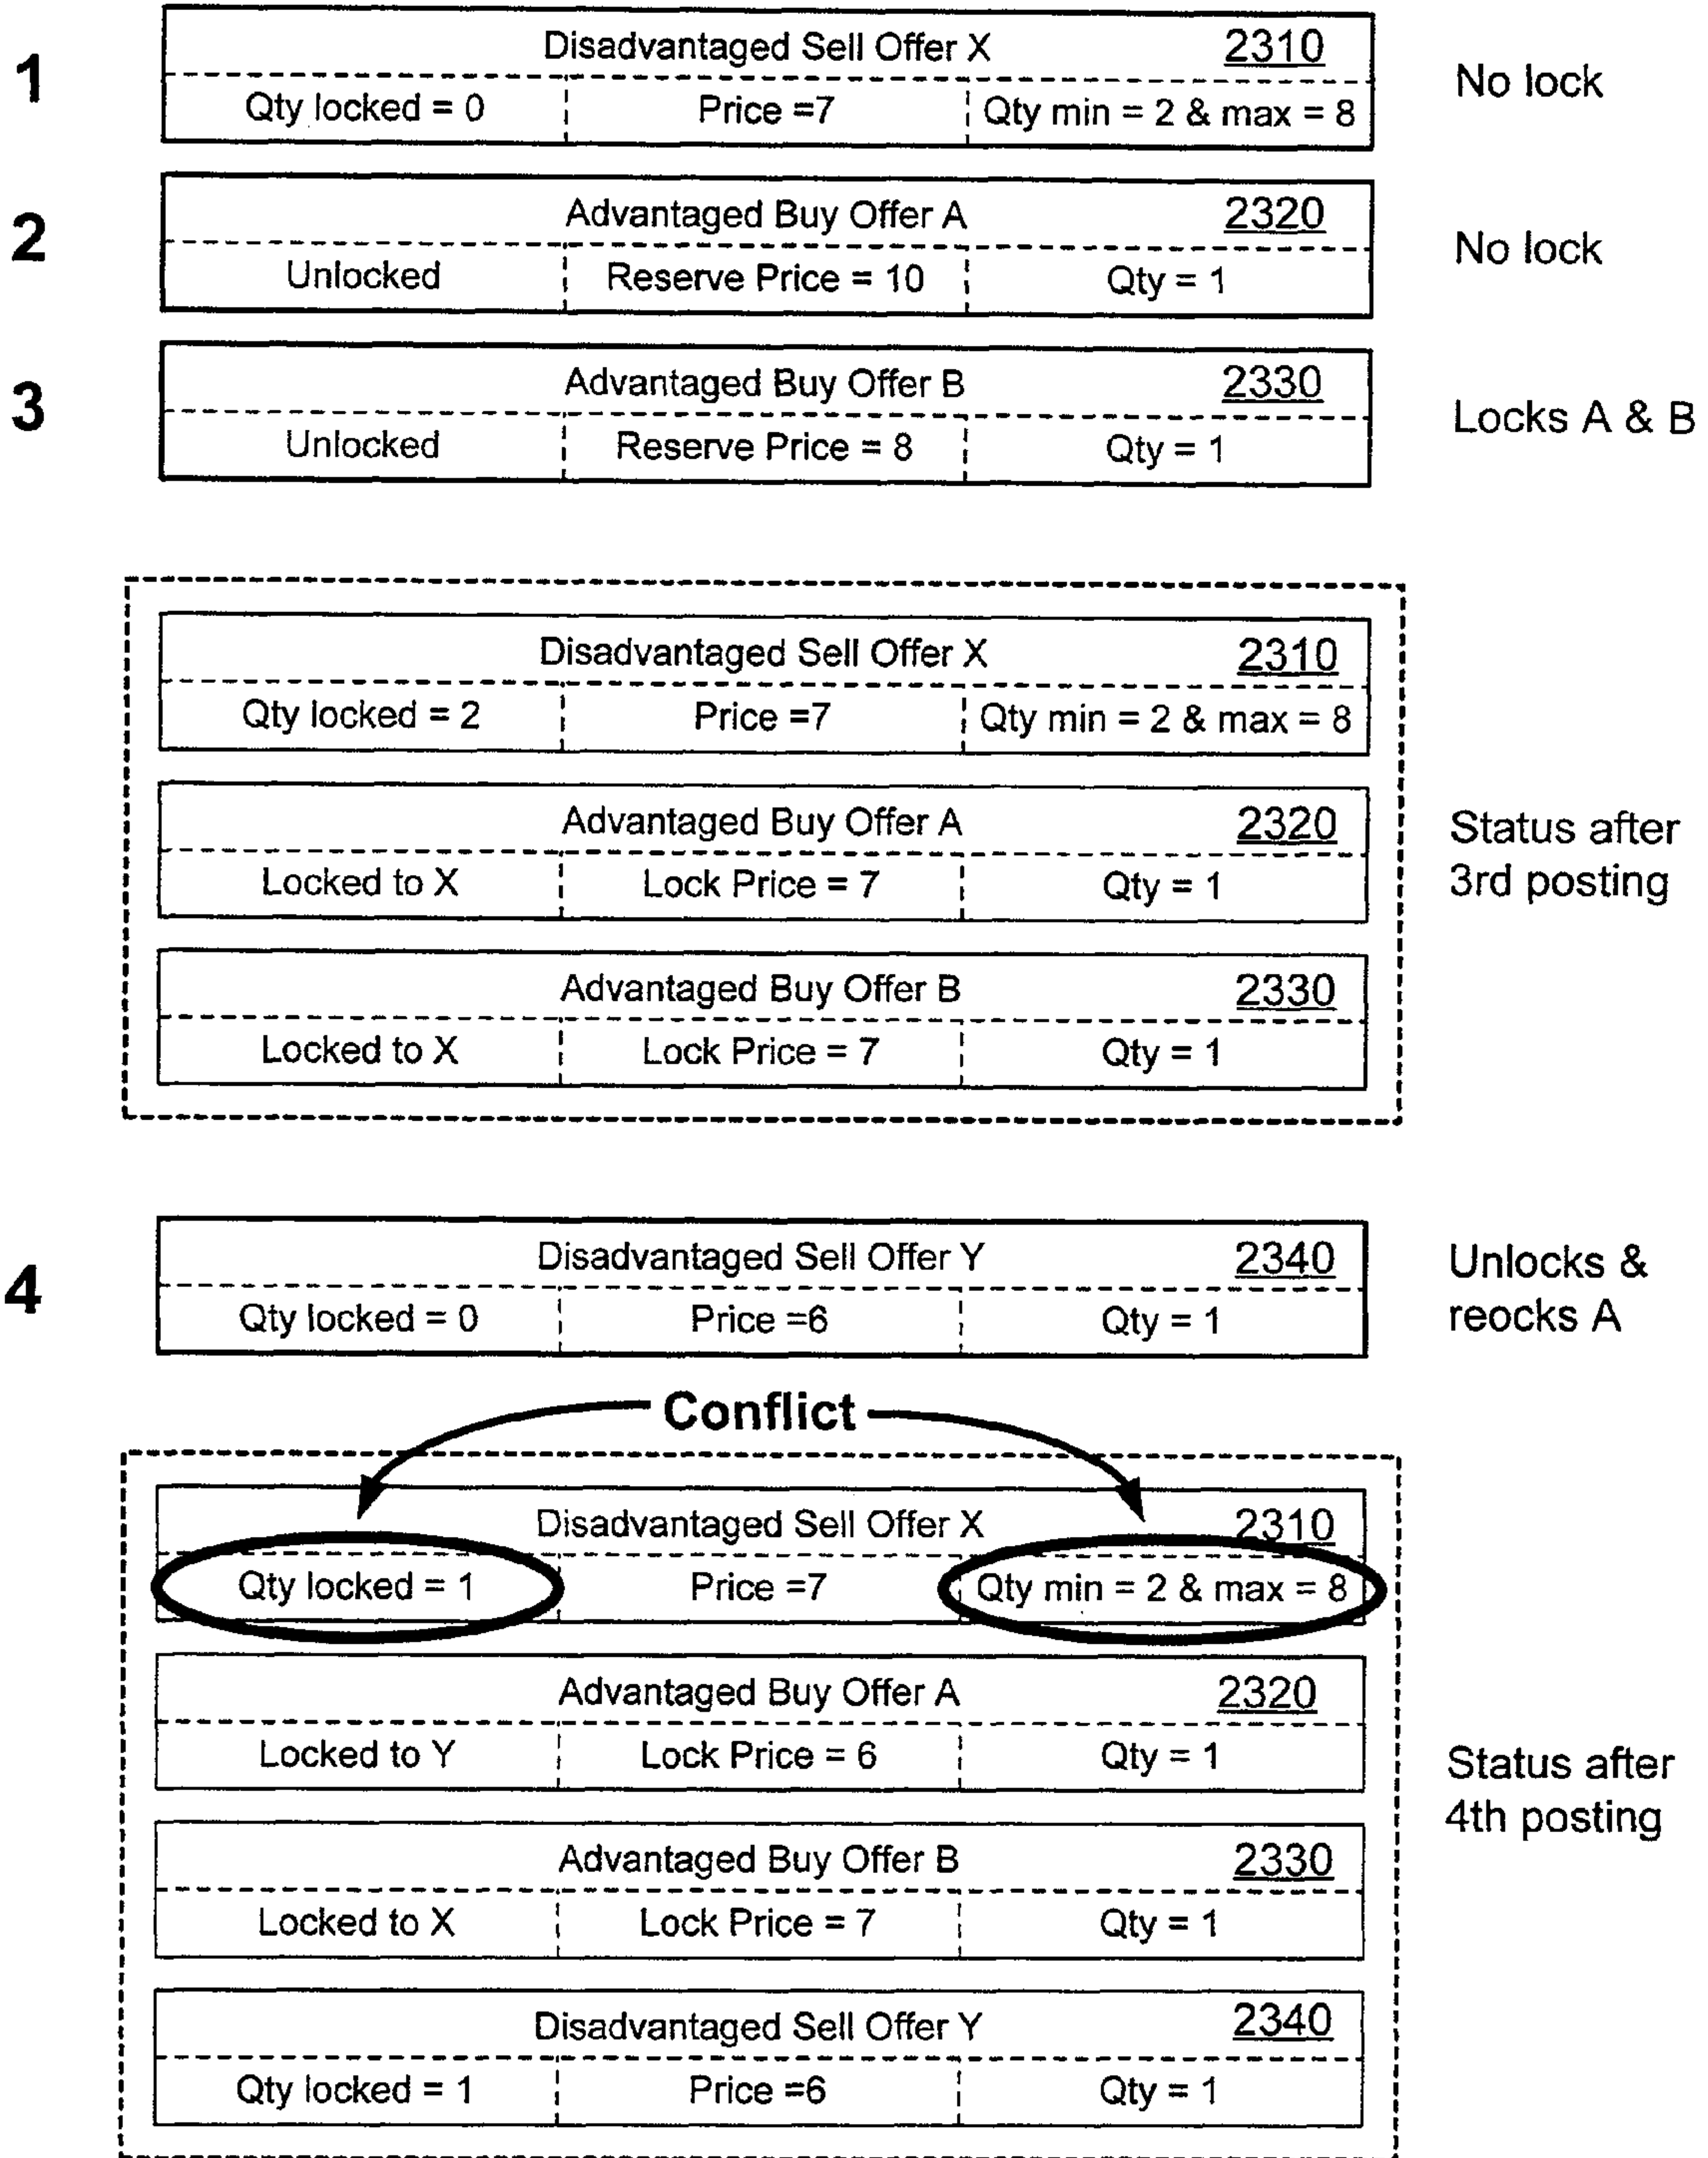 1
Disadvantaged Sell Offer X 2310
Qty locked = 0 Price =7 Qty min = 2 & max = 8
No lock
2
Advantaged Buy Offer A 2320
Unlocked Reserve Price = 10 Qty = 1
No lock
3
Advantaged Buy Offer B 2330
Unlocked Reserve Price = 8 Qty = 1
Locks A & B
Disadvantaged Sell Offer X 2310
Qty locked = 2 Price =7 Qty min = 2 & max = 8
Advantaged Buy Offer A 2320
Locked to X Lock Price = 7 Qty = 1
Advantaged Buy Offer B 2330
Locked to X Lock Price = 7 Qty = 1
Status after
3rd posting
4
Disadvantaged Sell Offer Y 2340
Qty locked = 0 Price =6 Qty = 1
Unlocks &
reocks A
Conflict
Disadvantaged Sell Offer X 2310
Qty locked = 1 Price =7 Qty min = 2 & max = 8
Advantaged Buy Offer A 2320
Locked to Y Lock Price = 6 Qty = 1
Advantaged Buy Offer B 2330
Locked to X Lock Price = 7 Qty = 1
Disadvantaged Sell Offer Y 2340
Qty locked = 1 Price =6 Qty = 1
Status after
4th posting